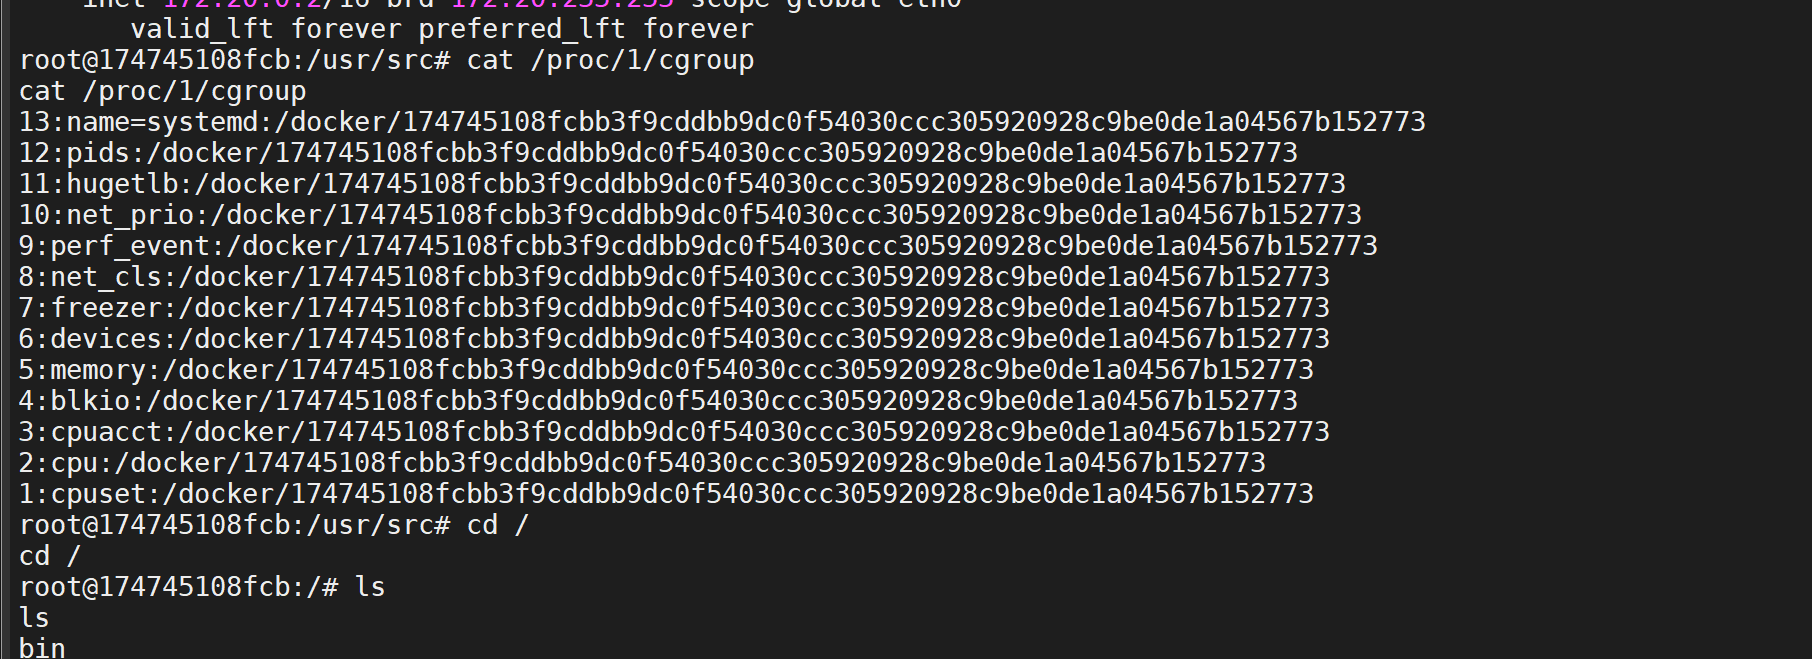 inet 172.20.0.2/16 brd 172.20.255.255 scope global eth0
valid_lft forever preferred_lft forever
root@174745108fcb:/usr/src# cat /proc/1/cgroup
cat /proc/1/cgroup
13:name=systemd:/docker/174745108fcbb3f9cddbb9dc0f54030ccc305920928c9be0de1a04567b152773
12:pids:/docker/174745108fcbb3f9cddbb9dc0f54030ccc305920928c9be0de1a04567b152773
11:hugetlb:/docker/174745108fcbb3f9cddbb9dc0f54030ccc305920928c9be0de1a04567b152773
10:net_prio:/docker/174745108fcbb3f9cddbb9dc0f54030ccc305920928c9be0de1a04567b152773
9:perf_event:/docker/174745108fcbb3f9cddbb9dc0f54030ccc305920928c9be0de1a04567b152773
8:net_cls:/docker/174745108fcbb3f9cddbb9dc0f54030ccc305920928c9be0de1a04567b152773
7:freezer:/docker/174745108fcbb3f9cddbb9dc0f54030ccc305920928c9be0de1a04567b152773
6:devices:/docker/174745108fcbb3f9cddbb9dc0f54030ccc305920928c9be0de1a04567b152773
5:memory:/docker/174745108fcbb3f9cddbb9dc0f54030ccc305920928c9be0de1a04567b152773
4:blkio:/docker/174745108fcbb3f9cddbb9dc0f54030ccc305920928c9be0de1a04567b152773
3:cpuacct:/docker/174745108fcbb3f9cddbb9dc0f54030ccc305920928c9be0de1a04567b152773
2:cpu:/docker/174745108fcbb3f9cddbb9dc0f54030ccc305920928c9be0de1a04567b152773
1:cpuset:/docker/174745108fcbb3f9cddbb9dc0f54030ccc305920928c9be0de1a04567b152773
root@174745108fcb:/usr/src# cd /
cd /
root@174745108fcb:/# ls
ls
bin